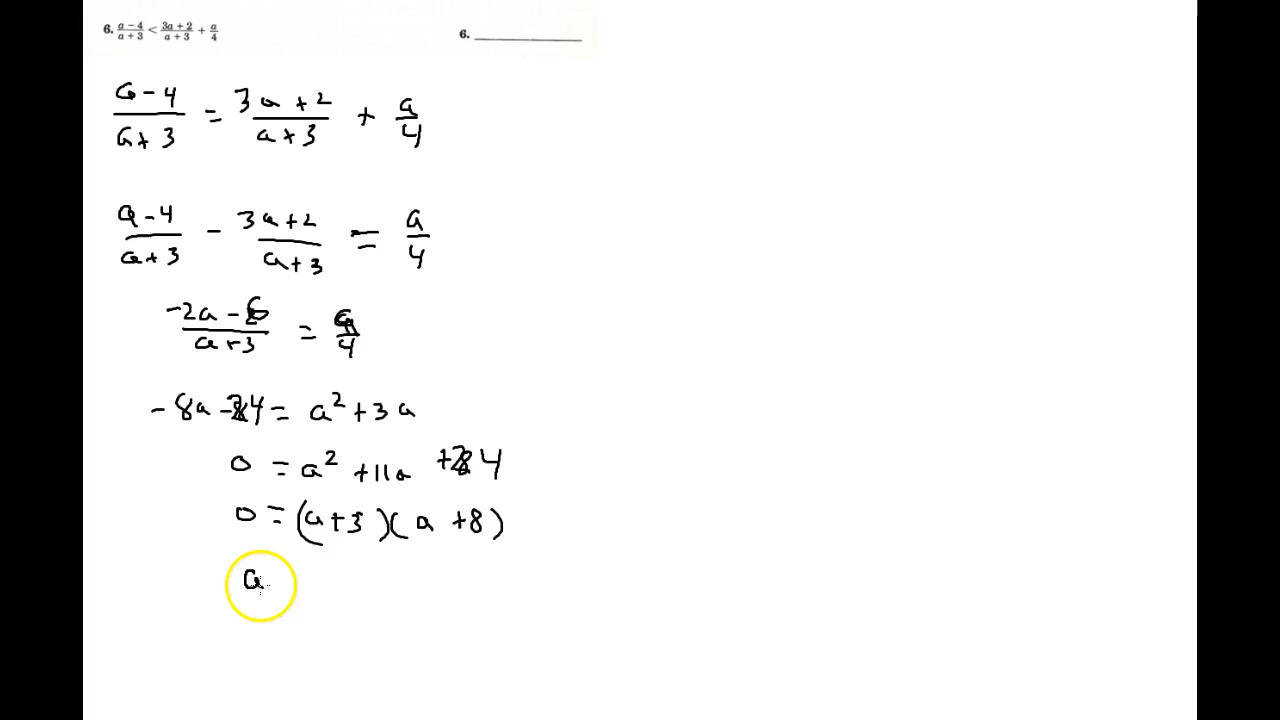 6. (a − 4)/(a + 3) < (3a + 2)/(a + 3) + a/4 6. ____________
(a − 4)/(a + 3) = (3a + 2)/(a + 3) + a/4
(a − 4)/(a + 3) − (3a + 2)/(a + 3) = a/4
(−2a − 6)/(a + 3) = a/4
−8a − 24 = a² + 3a
0 = a² + 11a + 24
0 = (a + 3)(a + 8)
a